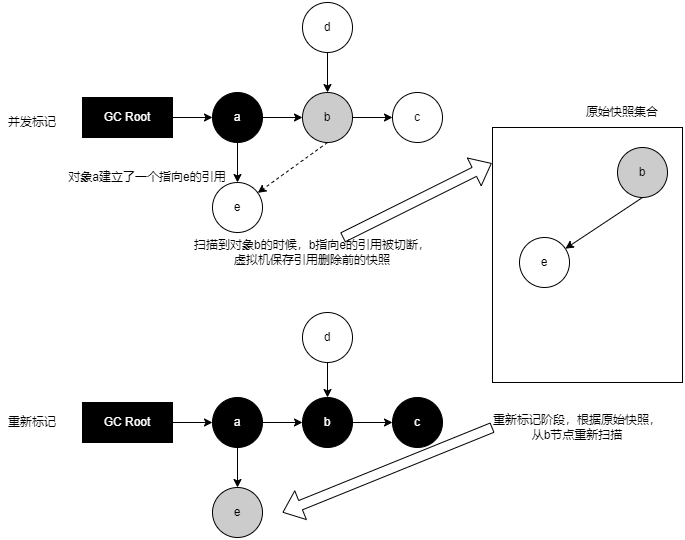 d
并发标记
GC Root
a
b
c
原始快照集合
对象a建立了一个指向e的引用
e
b
扫描到对象b的时候，b指向e的引用被切断，
虚拟机保存引用删除前的快照
e
d
重新标记
GC Root
a
b
c
重新标记阶段，根据原始快照，
从b节点重新扫描
e